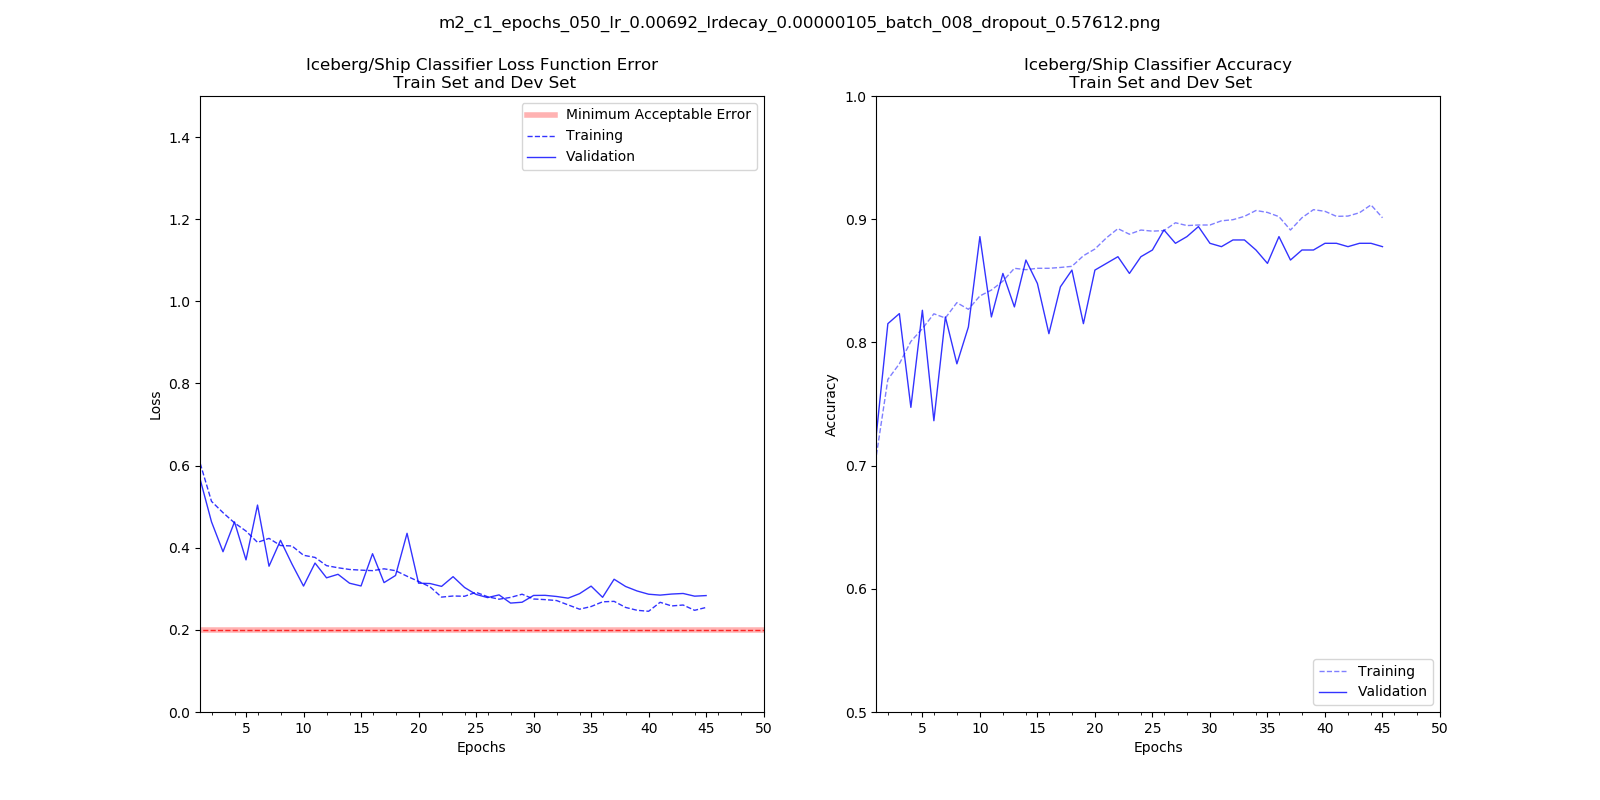 m2_c1_epochs_050_lr_0.00692_lrdecay_0.00000105_batch_008_dropout_0.57612.png
Iceberg/Ship Classifier Loss Function Error
Train Set and Dev Set
Minimum Acceptable Error
Training
Validation
1.4
1.2
1.0
0.8
0.6
0.4
0.2
0.0
Loss
5 10 15 20 25 30 35 40 45 50
Epochs
Iceberg/Ship Classifier Accuracy
Train Set and Dev Set
1.0
0.9
0.8
0.7
0.6
0.5
Accuracy
Training
Validation
5 10 15 20 25 30 35 40 45 50
Epochs